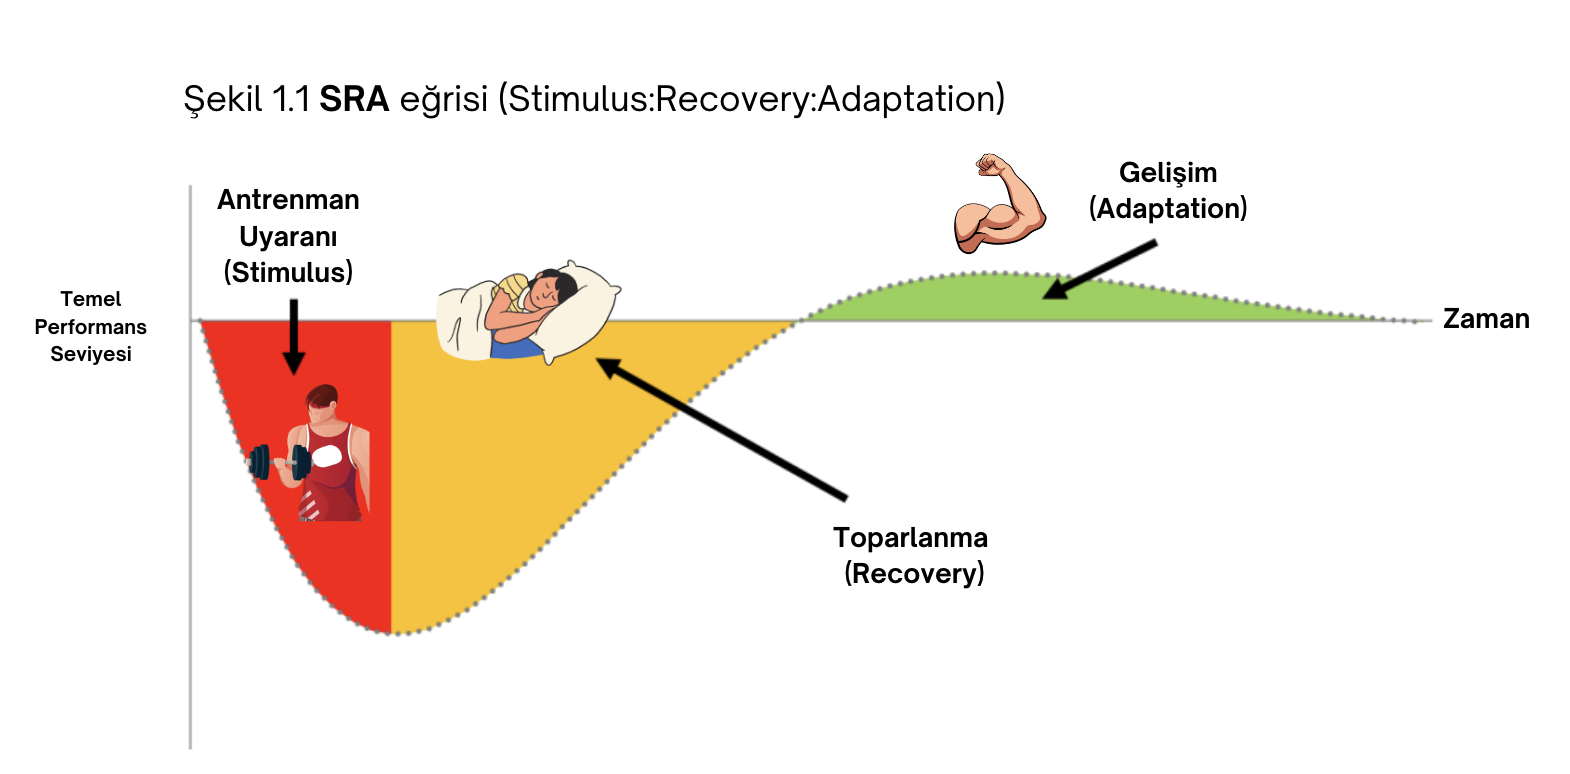 Şekil 1.1 SRA eğrisi (Stimulus:Recovery:Adaptation)
Antrenman
Uyaranı
(Stimulus)
Gelişim
(Adaptation)
Temel
Performans
Seviyesi
Zaman
Toparlanma
(Recovery)